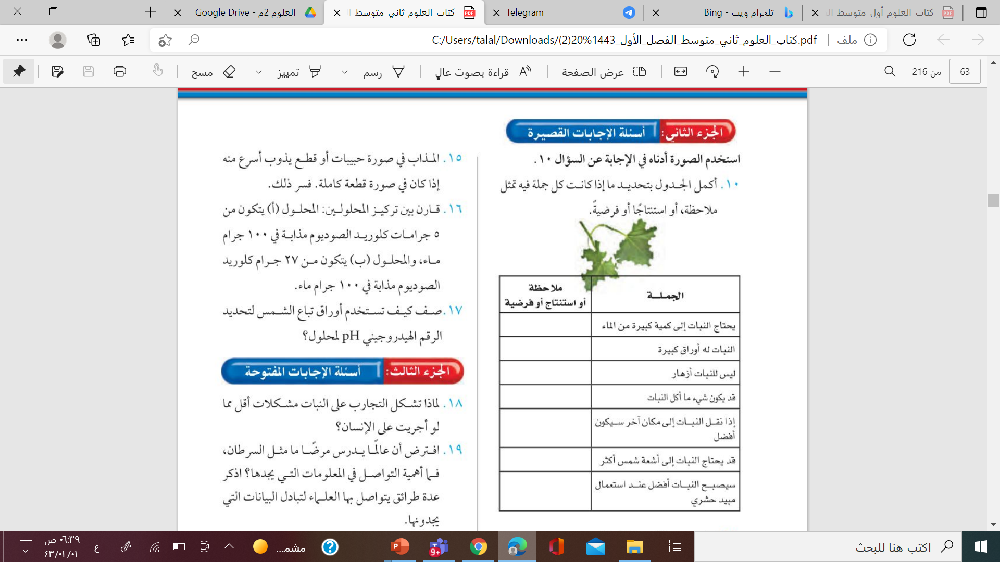 كتاب_العلوم_أول_متوسط_ال
تلجرام ويب - Bing
Telegram
كتاب_العلوم_ثاني_متوسط_ا
العلوم 2م - Google Drive
ملف
C:/Users/talal/Downloads/كتاب_العلوم_ثاني_متوسط_الفصل_الأول_1443%20(2).pdf
63
من 216
عرض الصفحة
قراءة بصوت عالٍ
رسم
تمييز
مسح
الجزء الثاني: أسئلة الإجابات القصيرة
استخدم الصورة أدناه في الإجابة عن السؤال ١٠.
١٠. أكمل الجدول بتحديد ما إذا كانت كل جملة فيه تمثل
ملاحظة، أو استنتاجًا أو فرضيةً.
الجملة
ملاحظة
أو استنتاج أو فرضية
يحتاج النبات إلى كمية كبيرة من الماء
النبات له أوراق كبيرة
ليس للنبات أزهار
قد يكون شيء ما أكل النبات
إذا نقل النبات إلى مكان آخر سيكون
أفضل
قد يحتاج النبات إلى أشعة شمس أكثر
سيصبح النبات أفضل عند استعمال
مبيد حشري
١٥. المذاب في صورة حبيبات أو قطع يذوب أسرع منه
إذا كان في صورة قطعة كاملة. فسر ذلك.
١٦. قارن بين تركيز المحلولين: المحلول (أ) يتكون من
٥ جرامات كلوريد الصوديوم مذابة في ١٠٠ جرام
ماء، والمحلول (ب) يتكون من ٢٧ جرام كلوريد
الصوديوم مذابة في ١٠٠ جرام ماء.
١٧. صف كيف تستخدم أوراق تباع الشمس لتحديد
الرقم الهيدروجيني pH لمحلول؟
الجزء الثالث: أسئلة الإجابات المفتوحة
١٨. لماذا تشكل التجارب على النبات مشكلات أقل مما
لو أجريت على الإنسان؟
١٩. افترض أن عالمًا يدرس مرضًا ما مثل السرطان،
فما أهمية التواصل في المعلومات التي يجدها؟ اذكر
عدة طرائق يتواصل بها العلماء لتبادل البيانات التي
يجدونها.
اكتب هنا للبحث
9+
مشم...
ع
٠٦:٣٩ ص
٤٣/٠٢/٠٢